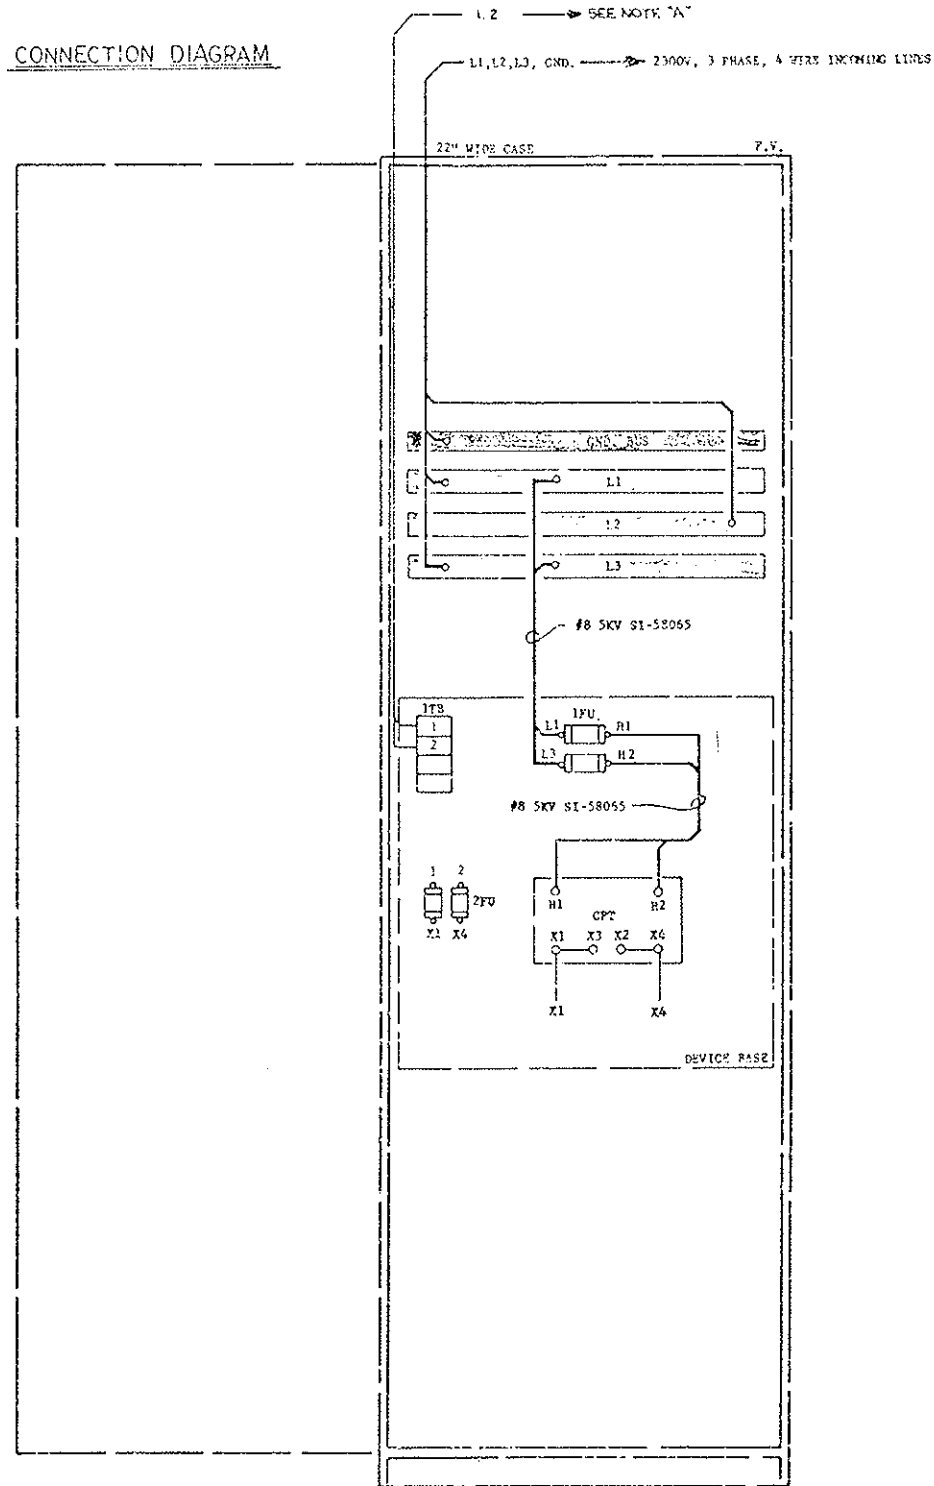 1,2 SEE NOTE "A"
CONNECTION DIAGRAM
L1,L2,L3, GND. 2300V, 3 PHASE, 4 WIRE INCOMING LINES
22" WIDE CASE F.V.
GND. BUS
L1
L2
L3
#8 5KV SI-58065
1TB
1
2
1FU
L1 H1
L3 H2
#8 5KV SI-58065
1 2
2FU
X1 X4
H1 H2
CPT
X1 X3 X2 X4
X1 X4
DEVICE BASE